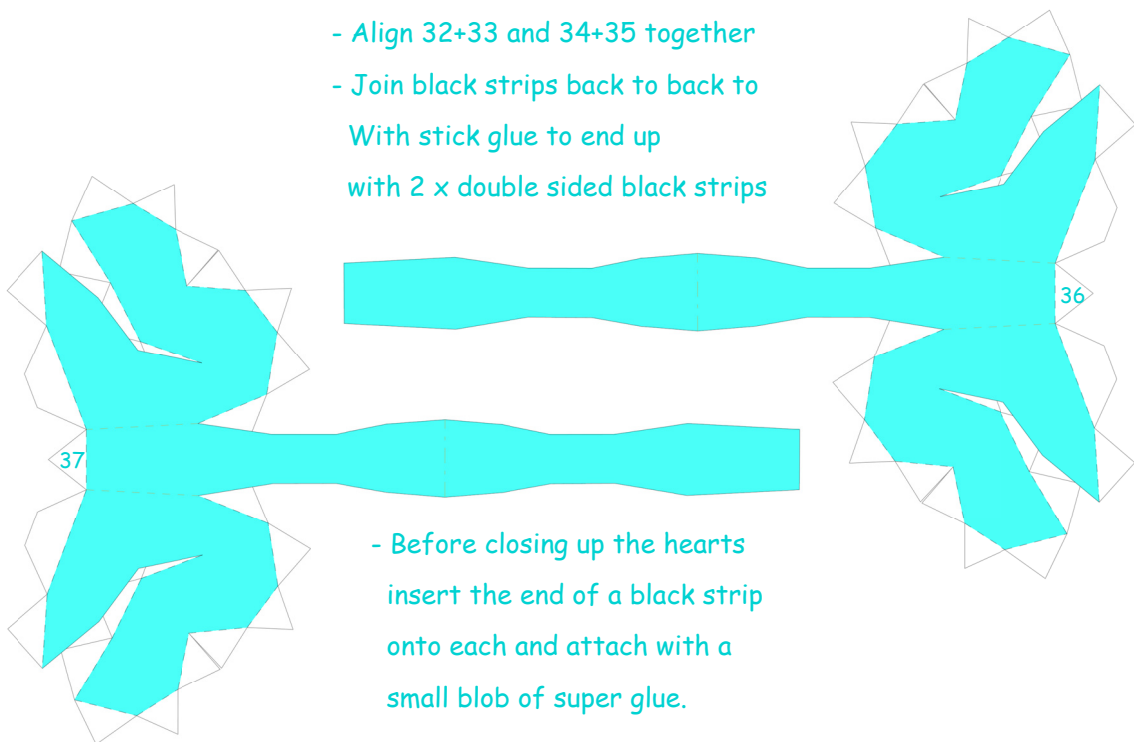 - Align 32+33 and 34+35 together
- Join black strips back to back to
With stick glue to end up
with 2 x double sided black strips
36
37
- Before closing up the hearts
insert the end of a black strip
onto each and attach with a
small blob of super glue.